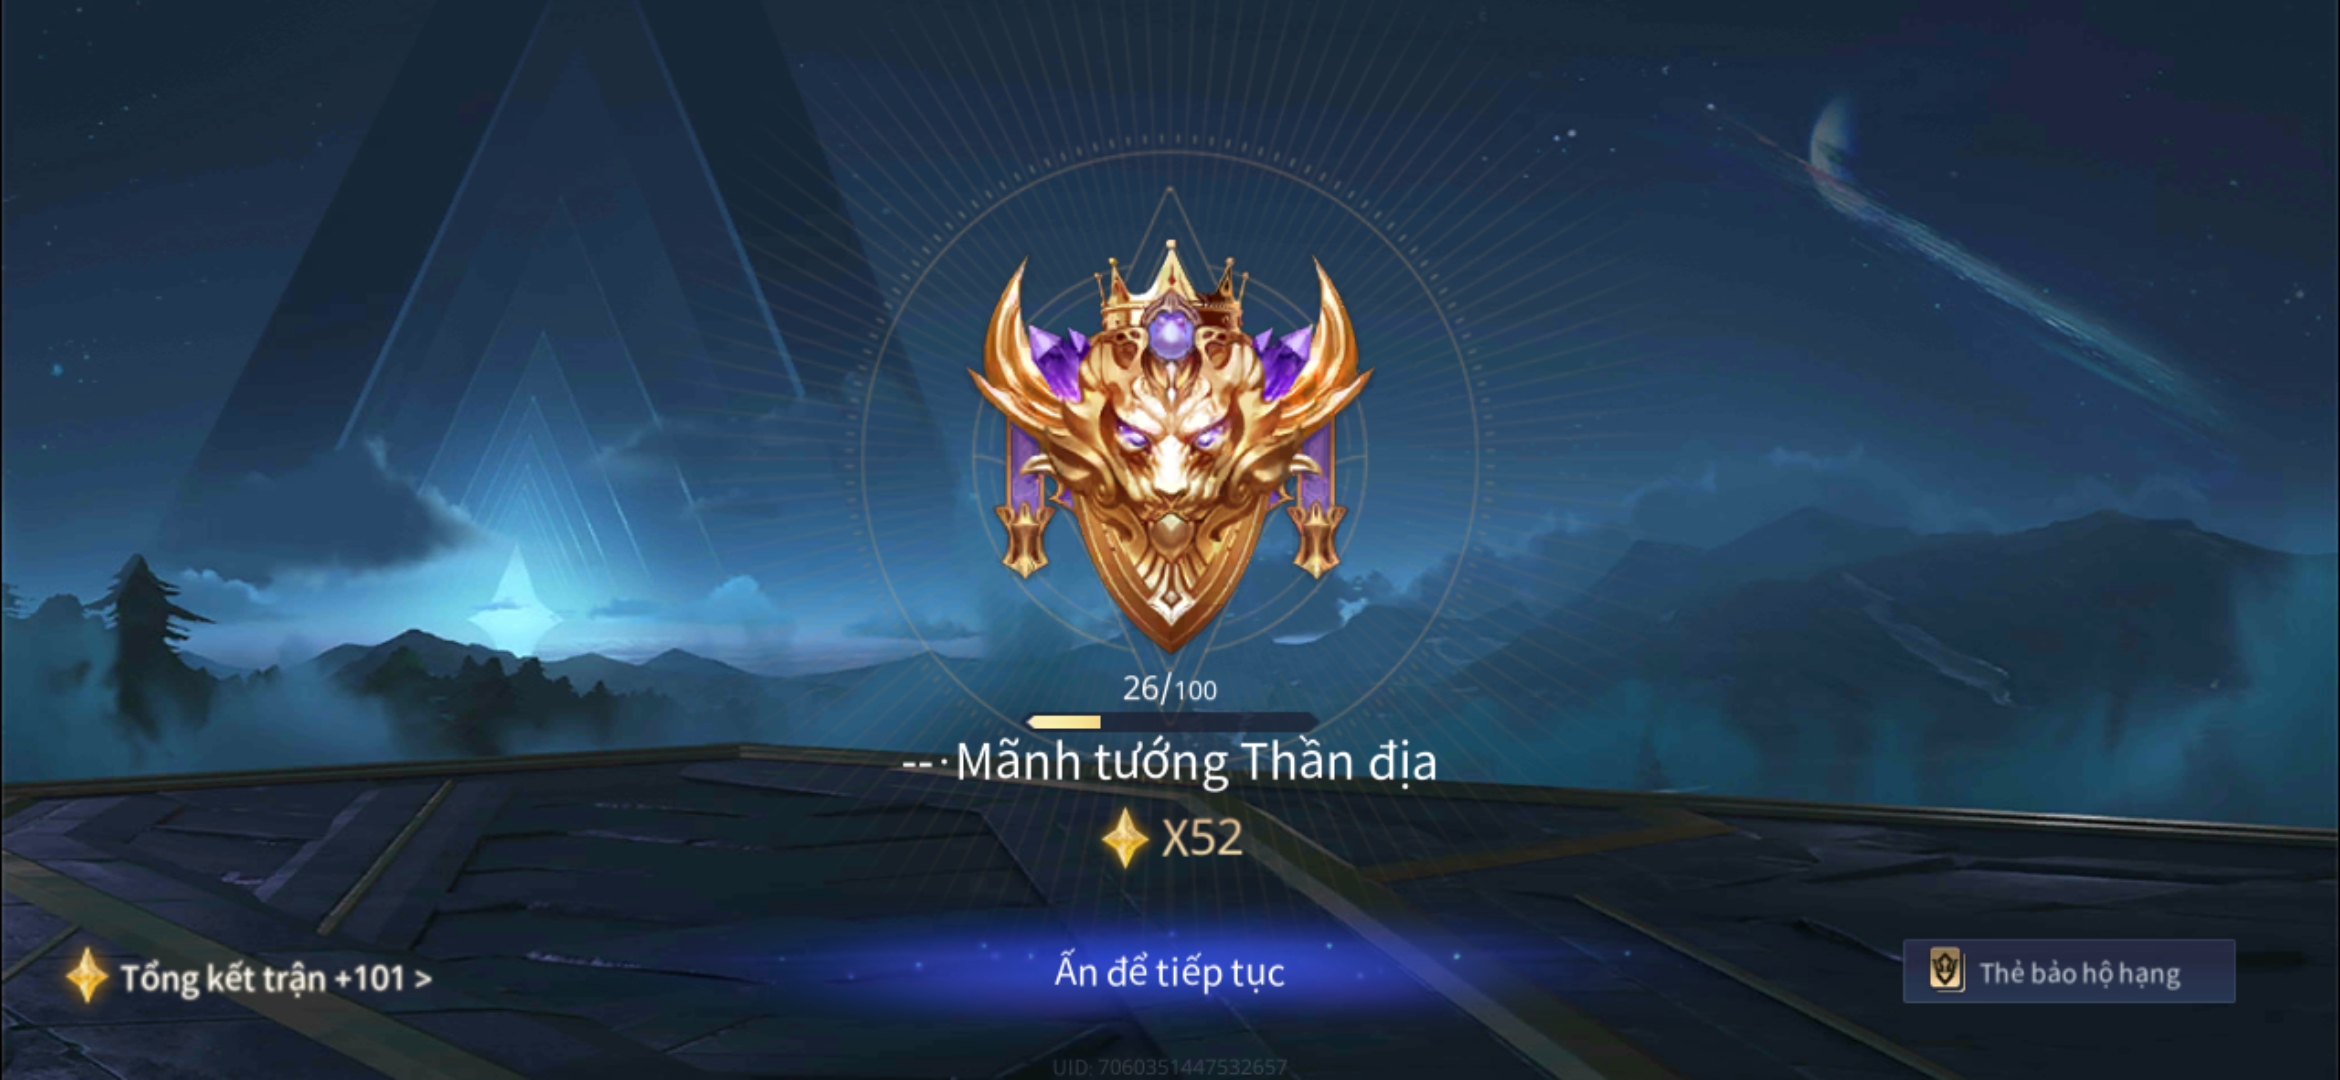 26/100
--·Mãnh tướng Thần địa
X52
Tổng kết trận +101 >
Ấn để tiếp tục
Thẻ bảo hộ hạng
UID: 7060351447532657